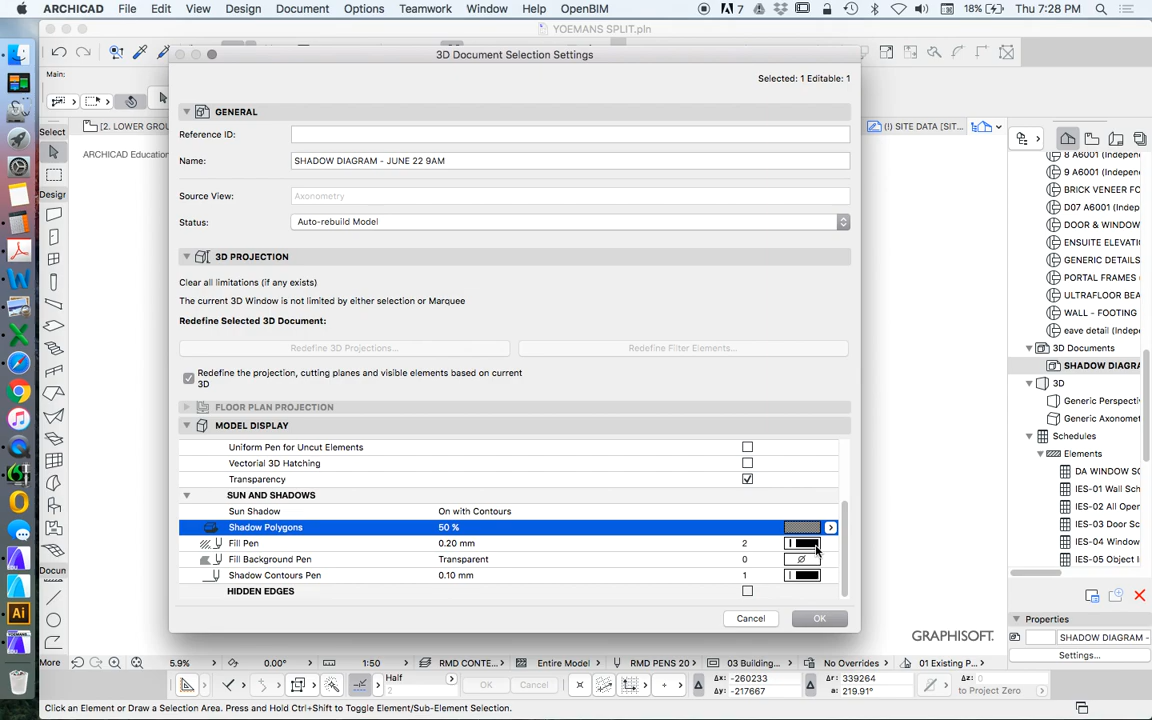 ARCHICAD File Edit View Design Document Options Teamwork Window Help OpenBIM 7 18% Thu 7:28 PM
YOEMANS SPLIT.pln
3D Document Selection Settings
Main:
Selected: 1 Editable: 1
GENERAL
Reference ID:
Name: SHADOW DIAGRAM - JUNE 22 9AM
Source View: Axonometry
Status: Auto-rebuild Model
3D PROJECTION
Clear all limitations (if any exists)
The current 3D Window is not limited by either selection or Marquee
Redefine Selected 3D Document:
Redefine 3D Projections... Redefine Filter Elements...
Redefine the projection, cutting planes and visible elements based on current
3D
FLOOR PLAN PROJECTION
MODEL DISPLAY
Uniform Pen for Uncut Elements
Vectorial 3D Hatching
Transparency
SUN AND SHADOWS
Sun Shadow On with Contours
Shadow Polygons 50 %
Fill Pen 0.20 mm 2
Fill Background Pen Transparent 0
Shadow Contours Pen 0.10 mm 1
HIDDEN EDGES
Cancel OK
Select
Design
Docun
More
[2. LOWER GROU
ARCHICAD Education
(!) SITE DATA [SIT...
8 A6001 (Indepen
9 A6001 (Indepen
BRICK VENEER FO
D07 A6001 (Indep
DOOR & WINDOW
ENSUITE ELEVATIO
GENERIC DETAILS
PORTAL FRAMES (
ULTRAFLOOR BEA
WALL - FOOTING
eave detail (Indepe
3D Documents
SHADOW DIAGRA
3D
Generic Perspecti
Generic Axonomet
Schedules
Elements
DA WINDOW SC
IES-01 Wall Sch
IES-02 All Open
IES-03 Door Sc
IES-04 Window
IES-05 Object I
Properties
SHADOW DIAGRAM -
Settings...
GRAPHISOFT.
5.9% 0.00° 1:50 RMD CONTE... Entire Model RMD PENS 20 03 Building... No Overrides 01 Existing P...
Half
2
OK Cancel
Δx: -260233
Δy: -217667
Δr: 339264
a: 219.91°
Δz: 0
to Project Zero
Click an Element or Draw a Selection Area. Press and Hold Ctrl+Shift to Toggle Element/Sub-Element Selection.